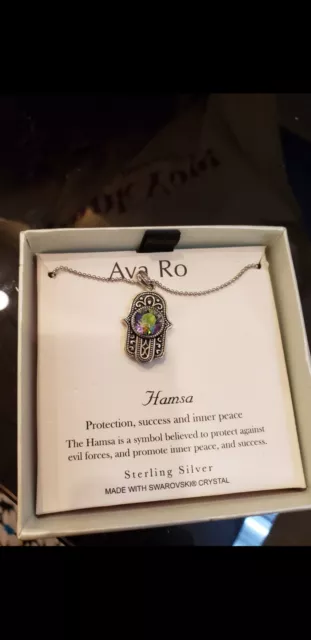 Ava Ro
Hamsa
Protection, success and inner peace
The Hamsa is a symbol believed to protect against
evil forces, and promote inner peace, and success.
Sterling Silver
MADE WITH SWAROVSKI® CRYSTAL